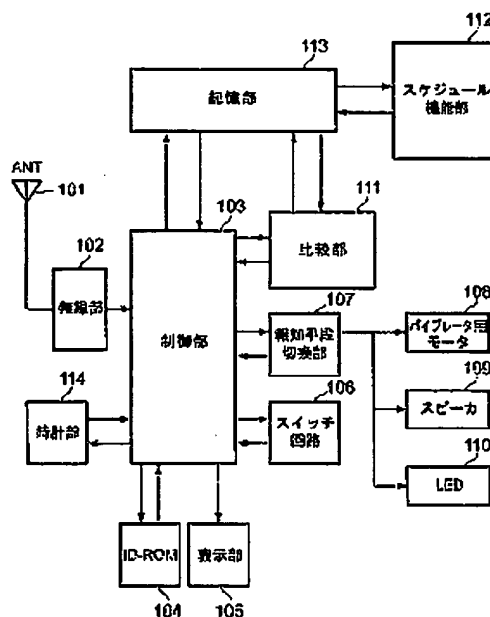 112
スケジュール
機能部
113
記憶部
ANT
101
103
111
比較部
102
無線部
制御部
107
報知手段
切換部
108
バイブレータ用
モータ
114
時計部
106
スイッチ
回路
109
スピーカ
110
LED
ID-ROM
表示部
104
105